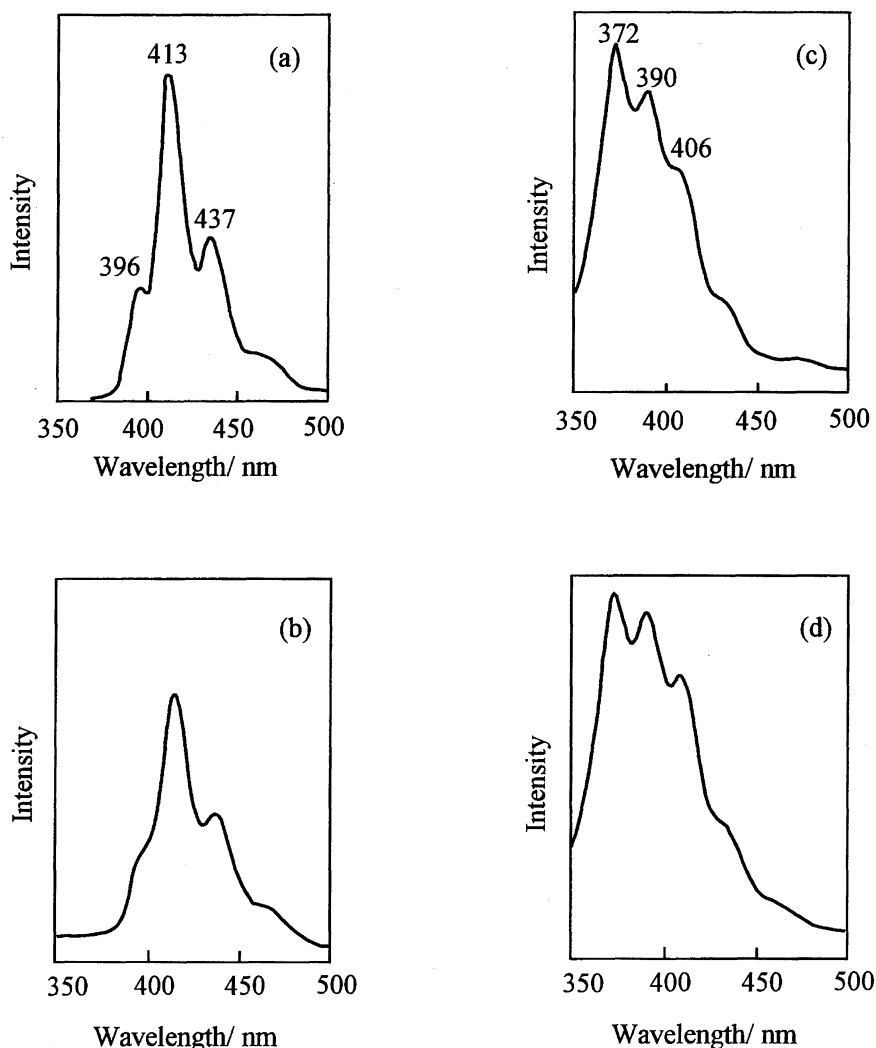 (a)
413
437
396
Intensity
350 400 450 500
Wavelength/ nm
(c)
372
390
406
Intensity
350 400 450 500
Wavelength/ nm
(b)
Intensity
350 400 450 500
Wavelength/ nm
(d)
Intensity
350 400 450 500
Wavelength/ nm